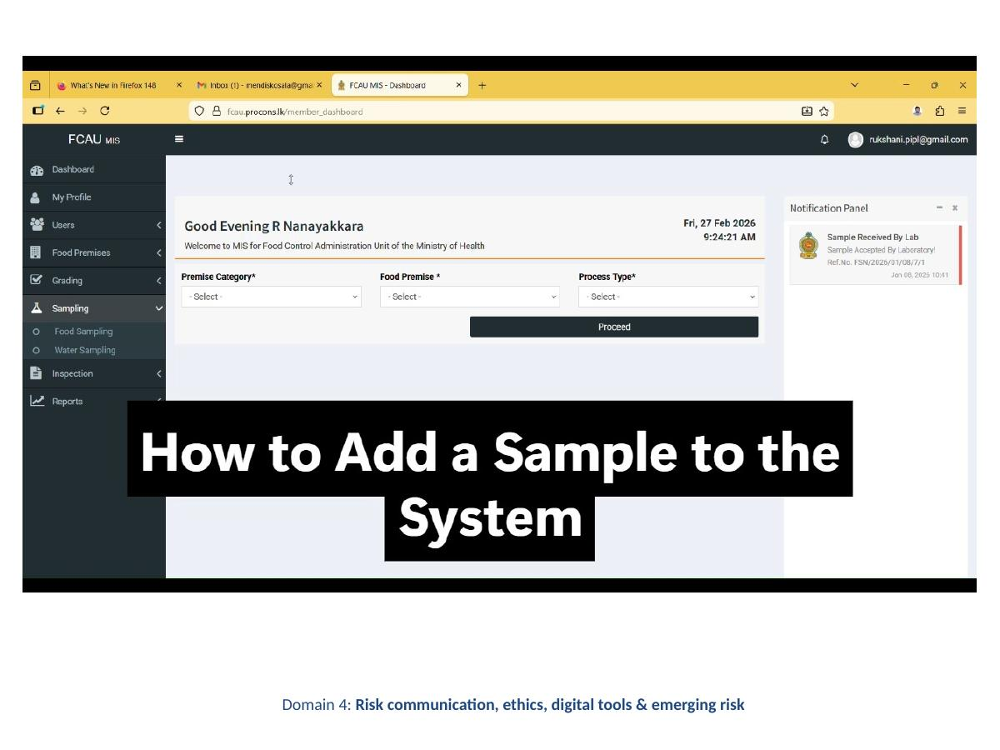 What's New in Firefox 148
Inbox (1) - mendiskosala@gmai
FCAU MIS - Dashboard
fcau.procons.lk/member_dashboard
FCAU MIS
rukshani.pipl@gmail.com
Dashboard
My Profile
Users
Food Premises
Grading
Sampling
Food Sampling
Water Sampling
Inspection
Reports
Good Evening R Nanayakkara
Welcome to MIS for Food Control Administration Unit of the Ministry of Health
Fri, 27 Feb 2026
9:24:21 AM
Premise Category*
Food Premise *
Process Type*
- Select -
- Select -
- Select -
Proceed
Notification Panel
Sample Received By Lab
Sample Accepted By Laboratory!
Ref.No. FSN/2026/01/08/7/1
Jan 08, 2026 10:41
How to Add a Sample to the
System
Domain 4: Risk communication, ethics, digital tools & emerging risk